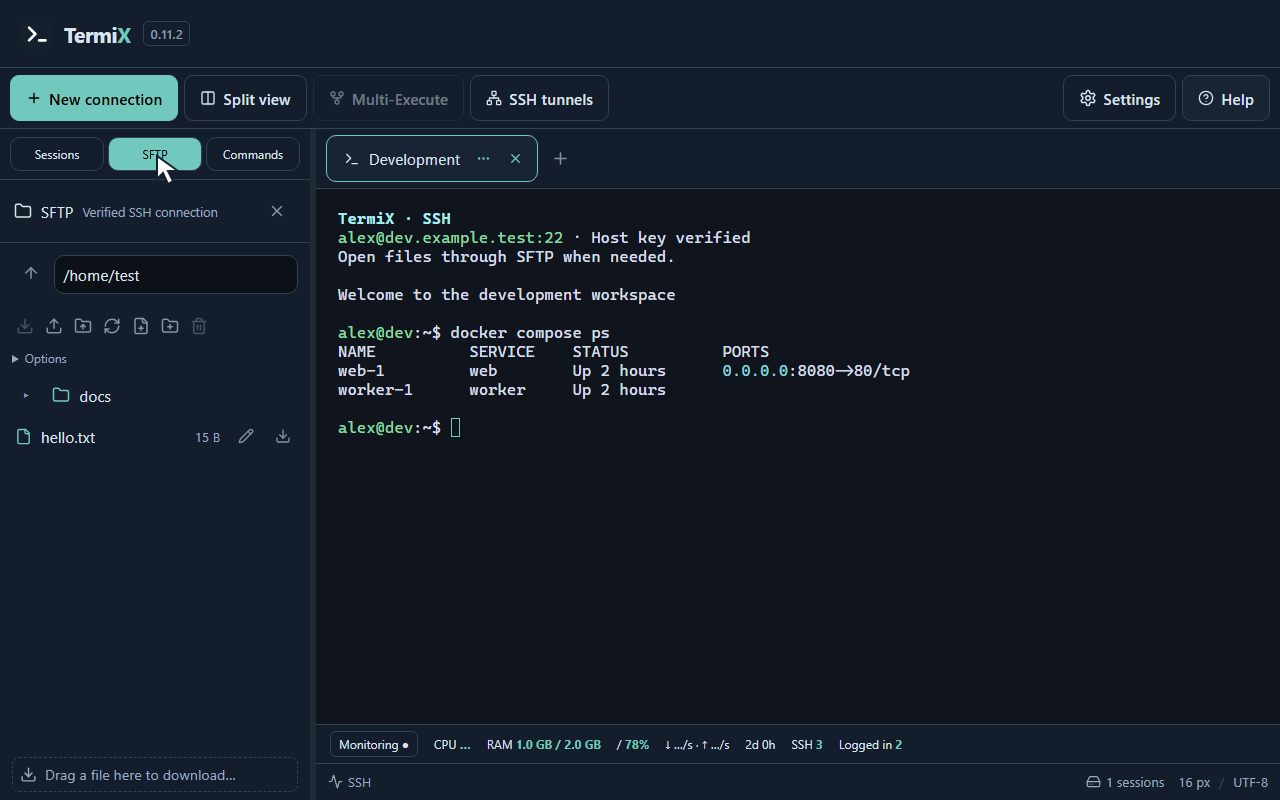 TermiX 0.11.2
+ New connection Split view Multi-Execute SSH tunnels Settings Help
Sessions SFTP Commands
Development ··· × +
SFTP Verified SSH connection ×
/home/test
Options
docs
hello.txt 15 B
Drag a file here to download...
TermiX · SSH
alex@dev.example.test:22 · Host key verified
Open files through SFTP when needed.
Welcome to the development workspace
alex@dev:~$ docker compose ps
NAME SERVICE STATUS PORTS
web-1 web Up 2 hours 0.0.0.0:8080->80/tcp
worker-1 worker Up 2 hours
alex@dev:~$
Monitoring ● CPU ... RAM 1.0 GB / 2.0 GB / 78% ↓ .../s · ↑ .../s 2d 0h SSH 3 Logged in 2
SSH 1 sessions 16 px / UTF-8